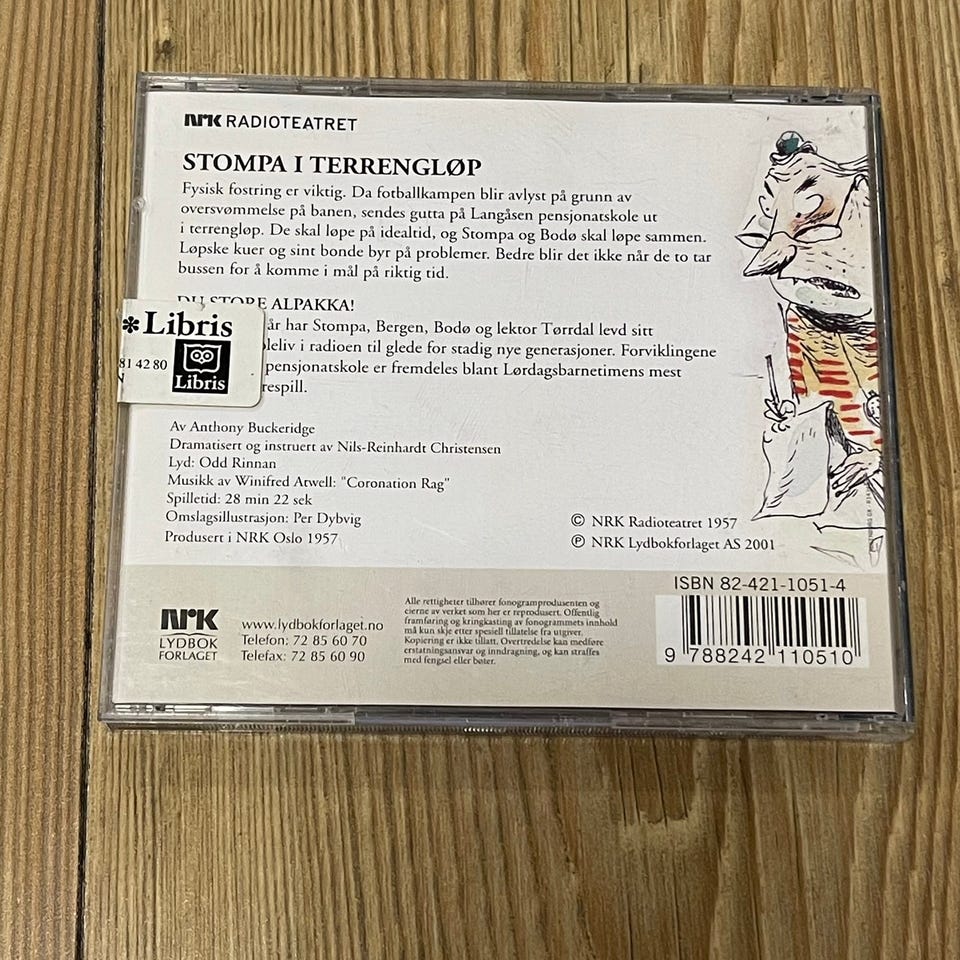 NRK RADIOTEATRET
STOMPA I TERRENGLØP
Fysisk fostring er viktig. Da fotballkampen blir avlyst på grunn av
oversvømmelse på banen, sendes gutta på Langåsen pensjonatskole ut
i terrengløp. De skal løpe på idealtid, og Stompa og Bodø skal løpe sammen.
Løpske kuer og sint bonde byr på problemer. Bedre blir det ikke når de to tar
bussen for å komme i mål på riktig tid.
DU STORE ALPAKKA!
år har Stompa, Bergen, Bodø og lektor Tørrdal levd sitt
oleliv i radioen til glede for stadig nye generasjoner. Forviklingene
pensjonatskole er fremdeles blant Lørdagsbarnetimens mest
respill.
*Libris
81 42 80
N
Libris
Av Anthony Buckeridge
Dramatisert og instruert av Nils-Reinhardt Christensen
Lyd: Odd Rinnan
Musikk av Winifred Atwell: "Coronation Rag"
Spilletid: 28 min 22 sek
Omslagsillustrasjon: Per Dybvig
Produsert i NRK Oslo 1957
© NRK Radioteatret 1957
℗ NRK Lydbokforlaget AS 2001
NRK
LYDBOK
FORLAGET
www.lydbokforlaget.no
Telefon: 72 85 60 70
Telefax: 72 85 60 90
Alle rettigheter tilhører fonogramprodusenten og
eierne av verket som her er reprodusert. Offentlig
framføring og kringkasting av fonogrammets innhold
må kun skje etter spesiell tillatelse fra utgiver.
Kopiering er ikke tillatt. Overtredelse kan medføre
erstatningsansvar og inndragning, og kan straffes
med fengsel eller bøter.
ISBN 82-421-1051-4
9 788242 110510